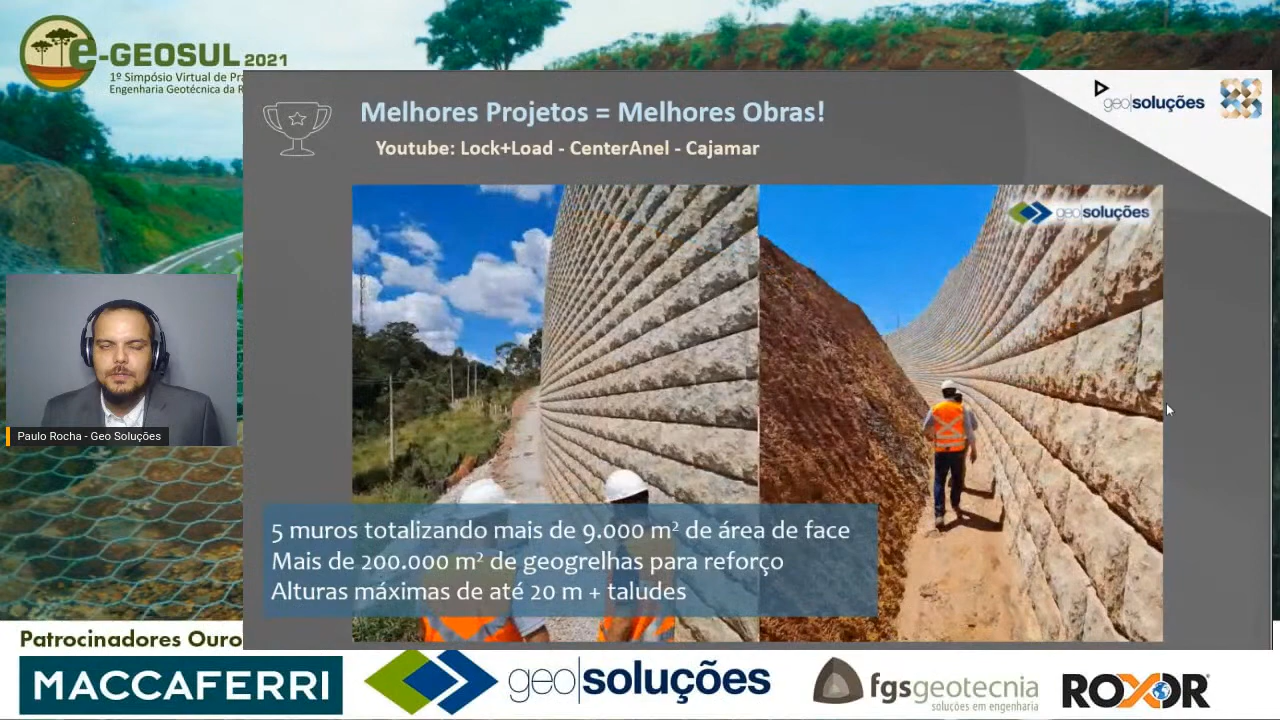 e-GEOSUL 2021
1º Simpósio Virtual de Pr
Engenharia Geotécnica da R
Melhores Projetos = Melhores Obras!
Youtube: Lock+Load - CenterAnel - Cajamar
geo|soluções
geo|soluções
Paulo Rocha - Geo Soluções
5 muros totalizando mais de 9.000 m² de área de face
Mais de 200.000 m² de geogrelhas para reforço
Alturas máximas de até 20 m + taludes
Patrocinadores Ouro
MACCAFERRI
geo|soluções
fgsgeotecnia
soluções em engenharia
ROXOR